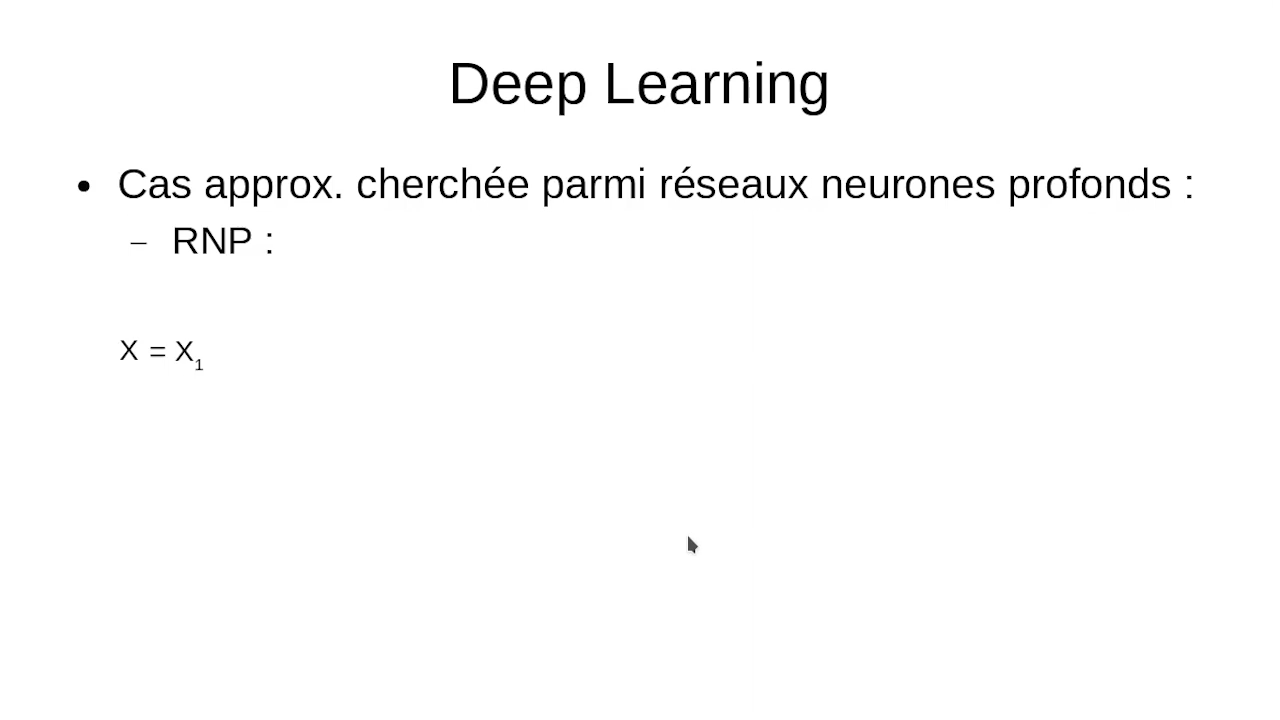 Deep Learning
• Cas approx. cherchée parmi réseaux neurones profonds :
– RNP :
X = X₁